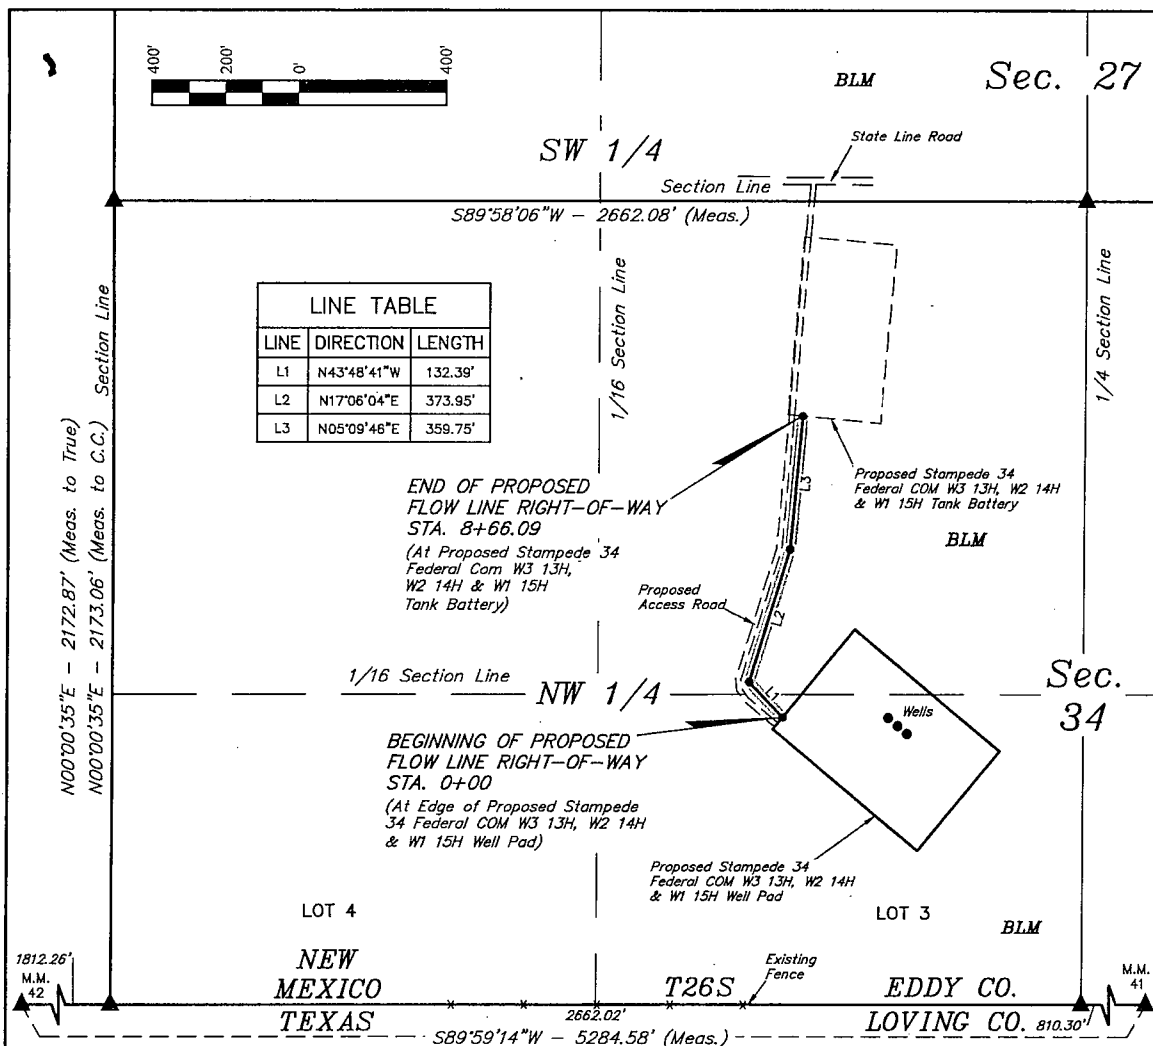 400'
200'
0'
400'
BLM
Sec. 27
SW 1/4
State Line Road
Section Line
S89°58'06"W – 2662.08' (Meas.)
LINE TABLE
LINE DIRECTION LENGTH
L1 N43°48'41"W 132.39'
L2 N17°06'04"E 373.95'
L3 N05°09'46"E 359.75'
1/16 Section Line
1/4 Section Line
Section Line
N00°00'35"E – 2172.87' (Meas. to True)
N00°00'35"E – 2173.06' (Meas. to C.C.)
END OF PROPOSED
FLOW LINE RIGHT-OF-WAY
STA. 8+66.09
(At Proposed Stampede 34
Federal Com W3 13H,
W2 14H & W1 15H
Tank Battery)
L3
Proposed Stampede 34
Federal COM W3 13H, W2 14H
& W1 15H Tank Battery
BLM
Proposed
Access Road
L2
1/16 Section Line
NW 1/4
L1
Wells
Sec.
34
BEGINNING OF PROPOSED
FLOW LINE RIGHT-OF-WAY
STA. 0+00
(At Edge of Proposed Stampede
34 Federal COM W3 13H, W2 14H
& W1 15H Well Pad)
Proposed Stampede 34
Federal COM W3 13H, W2 14H
& W1 15H Well Pad
LOT 4
LOT 3
BLM
1812.26'
M.M.
42
NEW
MEXICO
TEXAS
Existing
Fence
T26S
EDDY CO.
LOVING CO.
M.M.
41
810.30'
2662.02'
S89°59'14"W – 5284.58' (Meas.)